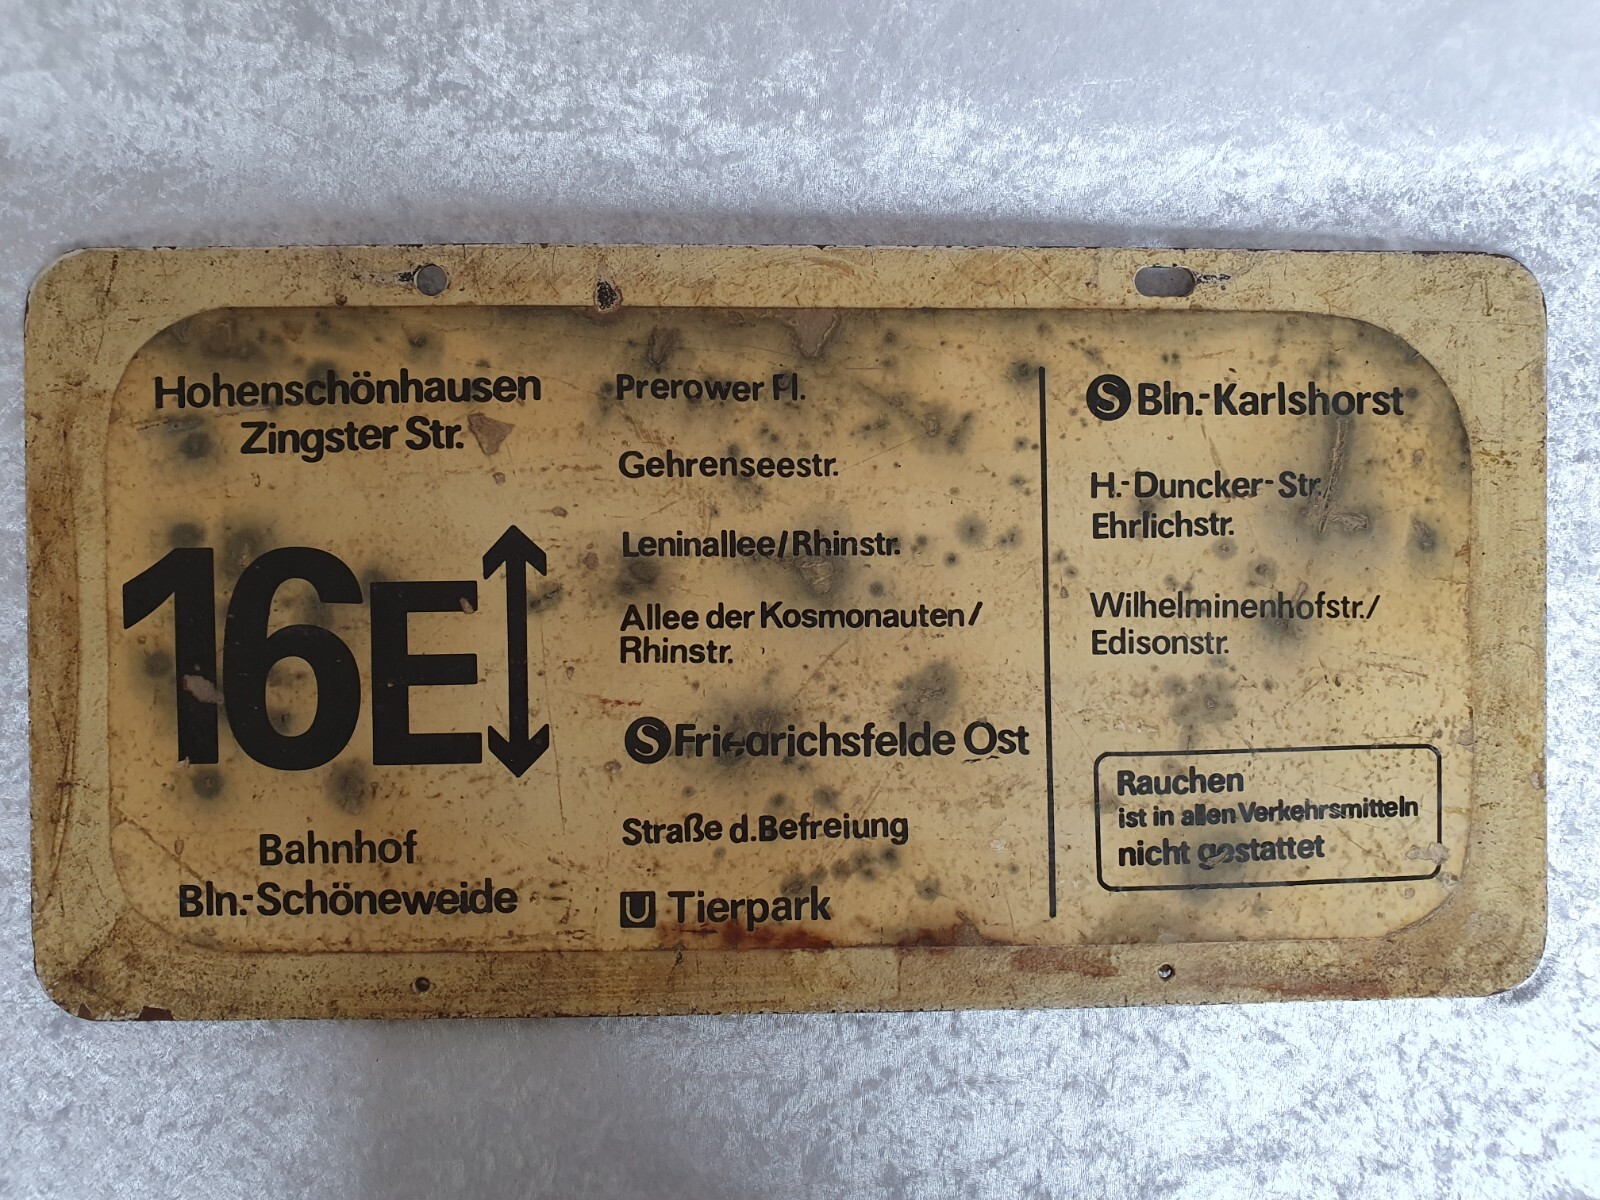 Hohenschönhausen
Zingster Str.
16E
Bahnhof
Bln.-Schöneweide
Prerower Pl.
Gehrenseestr.
Leninallee/Rhinstr.
Allee der Kosmonauten/
Rhinstr.
S Friedrichsfelde Ost
Straße d. Befreiung
U Tierpark
S Bln.-Karlshorst
H.-Duncker-Str.
Ehrlichstr.
Wilhelminenhofstr./
Edisonstr.
Rauchen
ist in allen Verkehrsmitteln
nicht gestattet